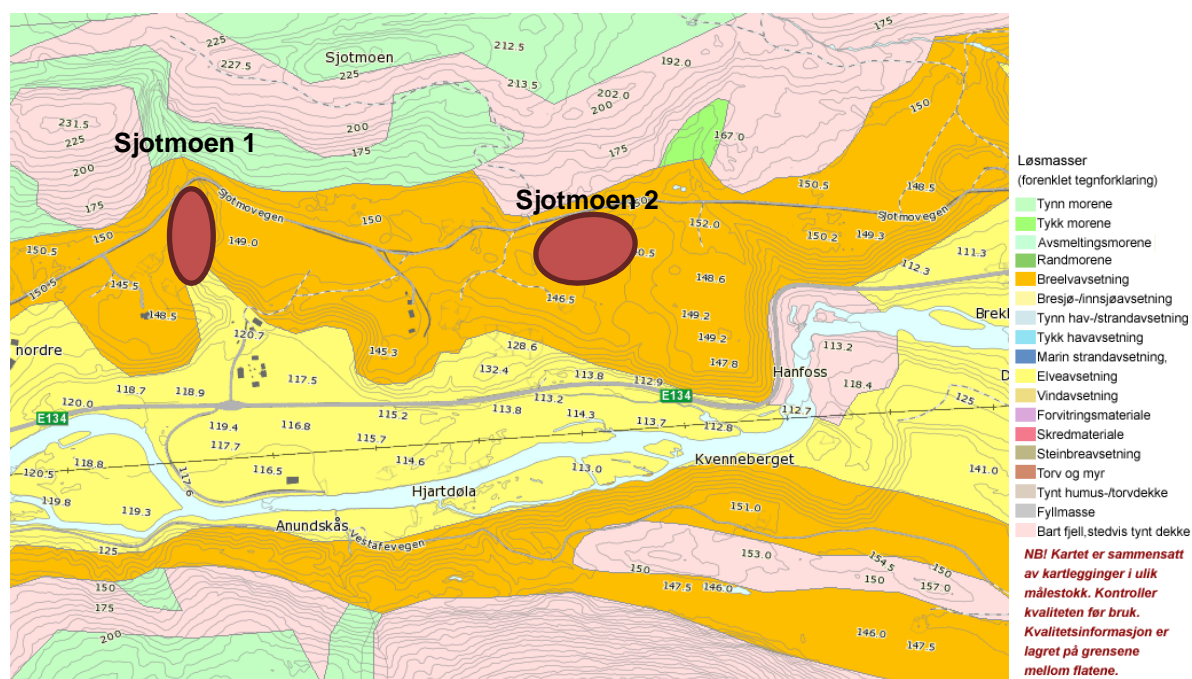 175
225
212.5
227.5
Sjotmoen
192.0
225
213.5
202.0
200
231.5
225
200
167.0
Sjotmoen 1
200
175
175
150
175
150.5
148.5
Sjotmoen 2
Sjotmovegen
150
152.0
Sjotmovegen
150.5
150
149.0
150.2
149.3
111.3
112.3
150.5
145.5
148.6
146.5
148.5
149.2
120.7
128.6
149.2
113.2
nordre
145.3
147.8
132.4
113.8
112.9
Hanfoss
118.4
118.7
118.9
117.5
113.2
E134
125
E134
120.0
115.2
113.8
114.3
113.7
112.7
119.4
116.8
112.8
117.7
115.7
118.8
114.6
Kvenneberget
120.5
117.6
116.5
113.0
141.0
119.8
119.3
Hjartdøla
Anundskås
151.0
Vestafevegen
125
153.0
154.5
150
150
150
150
157.0
147.5
146.0
175
200
146.0
147.5
Løsmasser
(forenklet tegnforklaring)
Tynn morene
Tykk morene
Avsmeltingsmorene
Randmorene
Breelvavsetning
Bresjø-/innsjøavsetning
Tynn hav-/strandavsetning
Tykk havavsetning
Marin strandavsetning,
Elveavsetning
Vindavsetning
Forvitringsmateriale
Skredmateriale
Steinbreavsetning
Torv og myr
Tynt humus-/torvdekke
Fyllmasse
Bart fjell,stedvis tynt dekke
NB! Kartet er sammensatt
av kartlegginger i ulik
målestokk. Kontroller
kvaliteten før bruk.
Kvalitetsinformasjon er
lagret på grensene
mellom flatene.